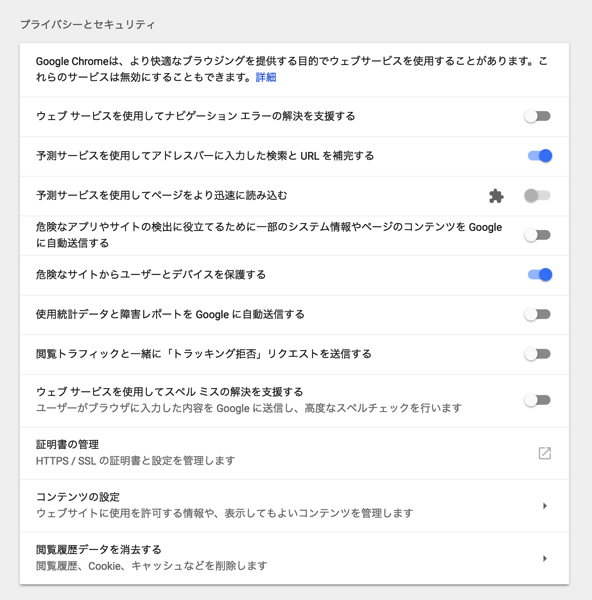 プライバシーとセキュリティ
Google Chromeは、より快適なブラウジングを提供する目的でウェブサービスを使用することがあります。こ
れらのサービスは無効にすることもできます。詳細
ウェブ サービスを使用してナビゲーション エラーの解決を支援する
予測サービスを使用してアドレスバーに入力した検索と URL を補完する
予測サービスを使用してページをより迅速に読み込む
危険なアプリやサイトの検出に役立てるために一部のシステム情報やページのコンテンツを Google
に自動送信する
危険なサイトからユーザーとデバイスを保護する
使用統計データと障害レポートを Google に自動送信する
閲覧トラフィックと一緒に「トラッキング拒否」リクエストを送信する
ウェブ サービスを使用してスペル ミスの解決を支援する
ユーザーがブラウザに入力した内容を Google に送信し、高度なスペルチェックを行います
証明書の管理
HTTPS / SSL の証明書と設定を管理します
コンテンツの設定
ウェブサイトに使用を許可する情報や、表示してもよいコンテンツを管理します
閲覧履歴データを消去する
閲覧履歴、Cookie、キャッシュなどを削除します